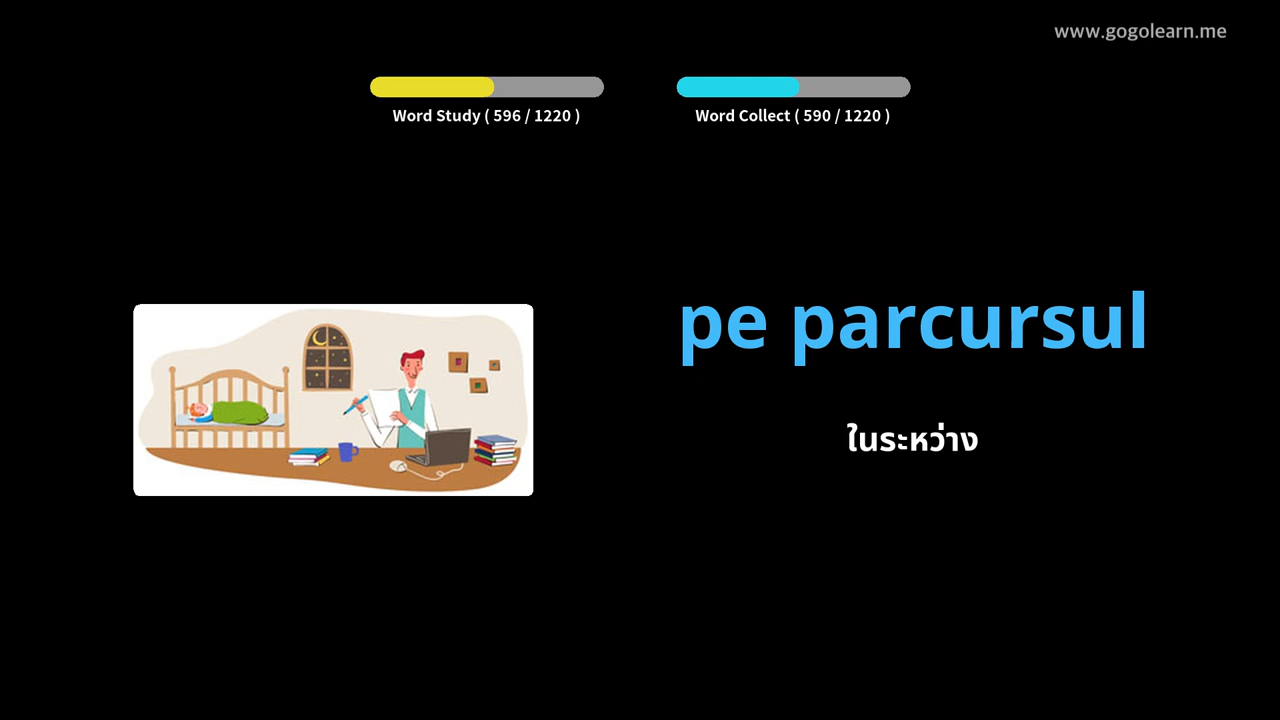 www.gogolearn.me
Word Study ( 596 / 1220 )
Word Collect ( 590 / 1220 )
pe parcursul
ในระหว่าง